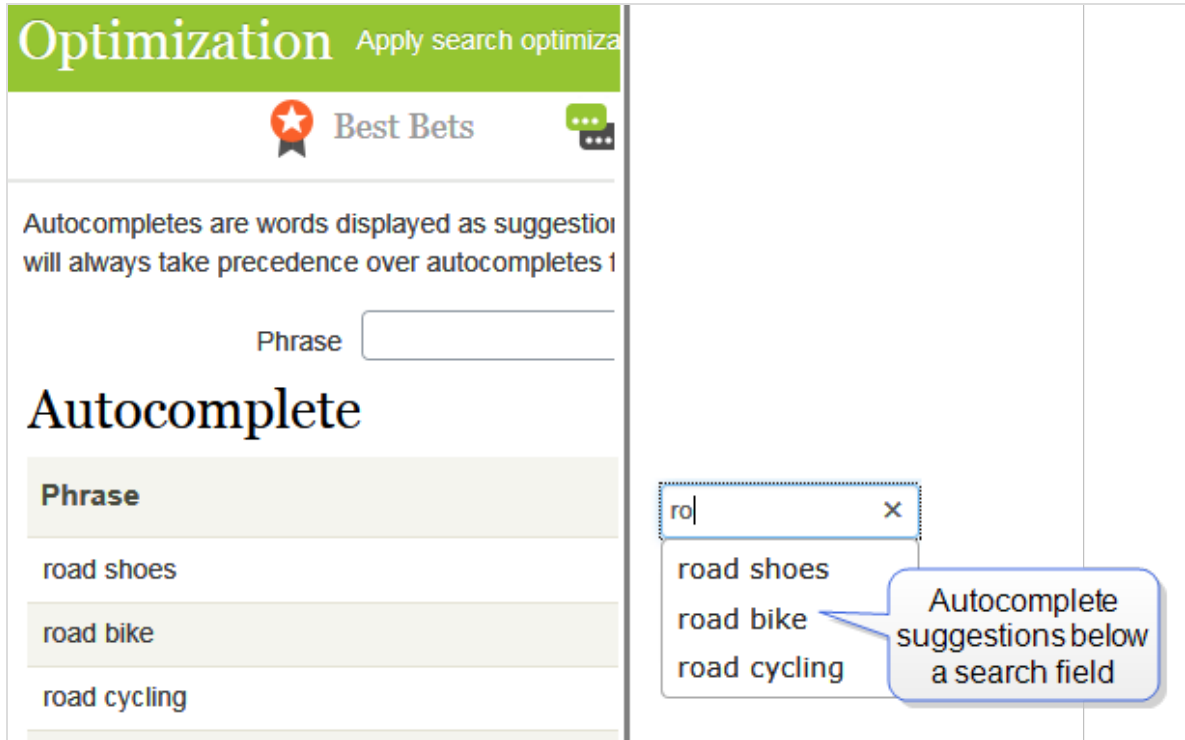 Optimization Apply search optimiza
Best Bets
Autocompletes are words displayed as suggestion
will always take precedence over autocompletes f
Phrase
Autocomplete
Phrase
road shoes
road bike
road cycling
ro
road shoes
road bike
road cycling
Autocomplete
suggestions below
a search field